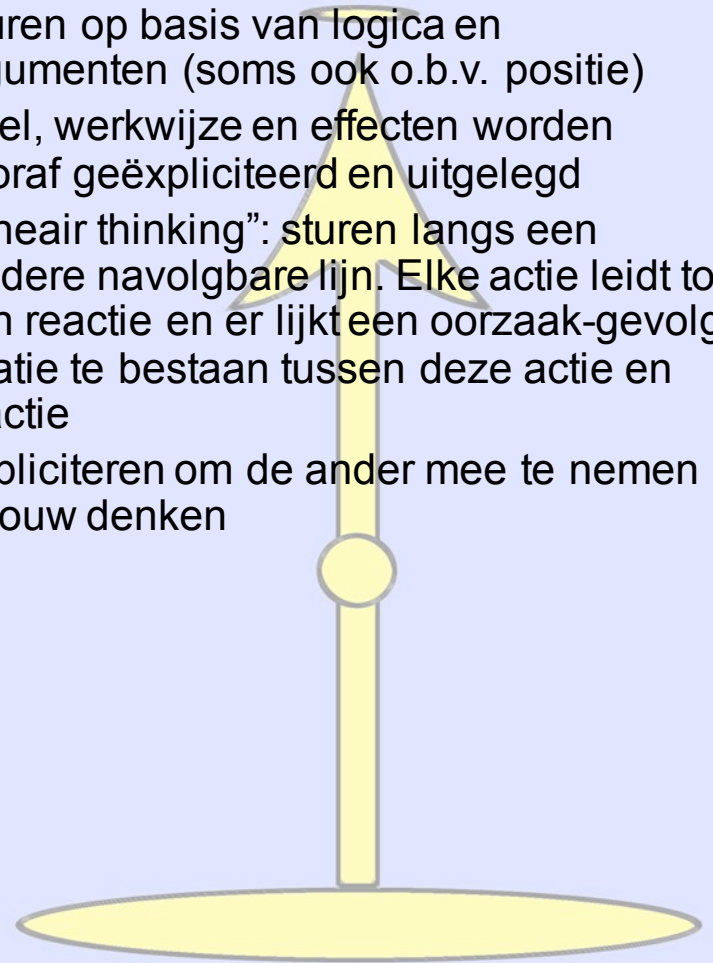 uren op basis van logica en
gumenten (soms ook o.b.v. positie)
el, werkwijze en effecten worden
oraf geëxpliciteerd en uitgelegd
neair thinking”: sturen langs een
dere navolgbare lijn. Elke actie leidt to
n reactie en er lijkt een oorzaak-gevolg
atie te bestaan tussen deze actie en
actie
pliciteren om de ander mee te nemen
ouw denken